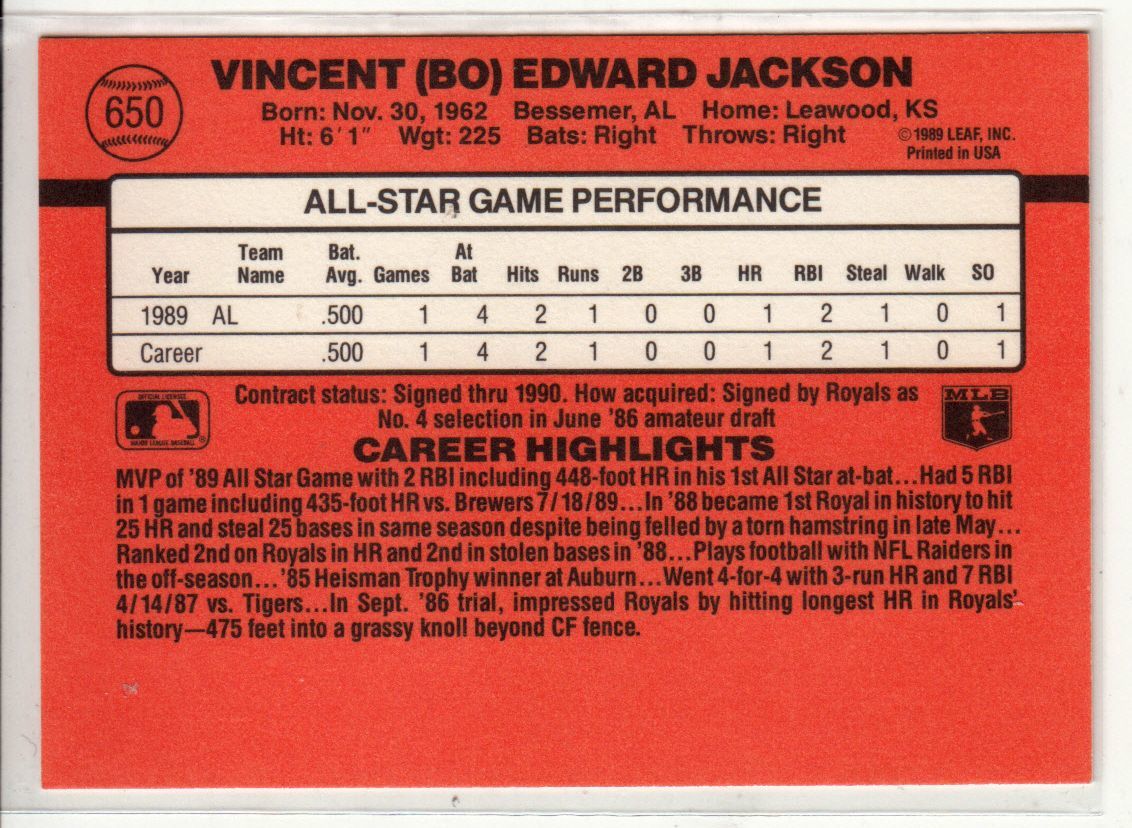 650
VINCENT (BO) EDWARD JACKSON
Born: Nov. 30, 1962 Bessemer, AL Home: Leawood, KS
Ht: 6'1" Wgt: 225 Bats: Right Throws: Right
©1989 LEAF, INC.
Printed in USA
ALL-STAR GAME PERFORMANCE
Year Team Name Bat. Avg. Games At Bat Hits Runs 2B 3B HR RBI Steal Walk SO
1989 AL .500 1 4 2 1 0 0 1 2 1 0 1
Career .500 1 4 2 1 0 0 1 2 1 0 1
OFFICIAL LICENSEE
MAJOR LEAGUE BASEBALL
®
Contract status: Signed thru 1990. How acquired: Signed by Royals as
No. 4 selection in June '86 amateur draft
MLB
CAREER HIGHLIGHTS
MVP of '89 All Star Game with 2 RBI including 448-foot HR in his 1st All Star at-bat...Had 5 RBI
in 1 game including 435-foot HR vs. Brewers 7/18/89...In '88 became 1st Royal in history to hit
25 HR and steal 25 bases in same season despite being felled by a torn hamstring in late May...
Ranked 2nd on Royals in HR and 2nd in stolen bases in '88...Plays football with NFL Raiders in
the off-season...'85 Heisman Trophy winner at Auburn...Went 4-for-4 with 3-run HR and 7 RBI
4/14/87 vs. Tigers...In Sept. '86 trial, impressed Royals by hitting longest HR in Royals'
history—475 feet into a grassy knoll beyond CF fence.